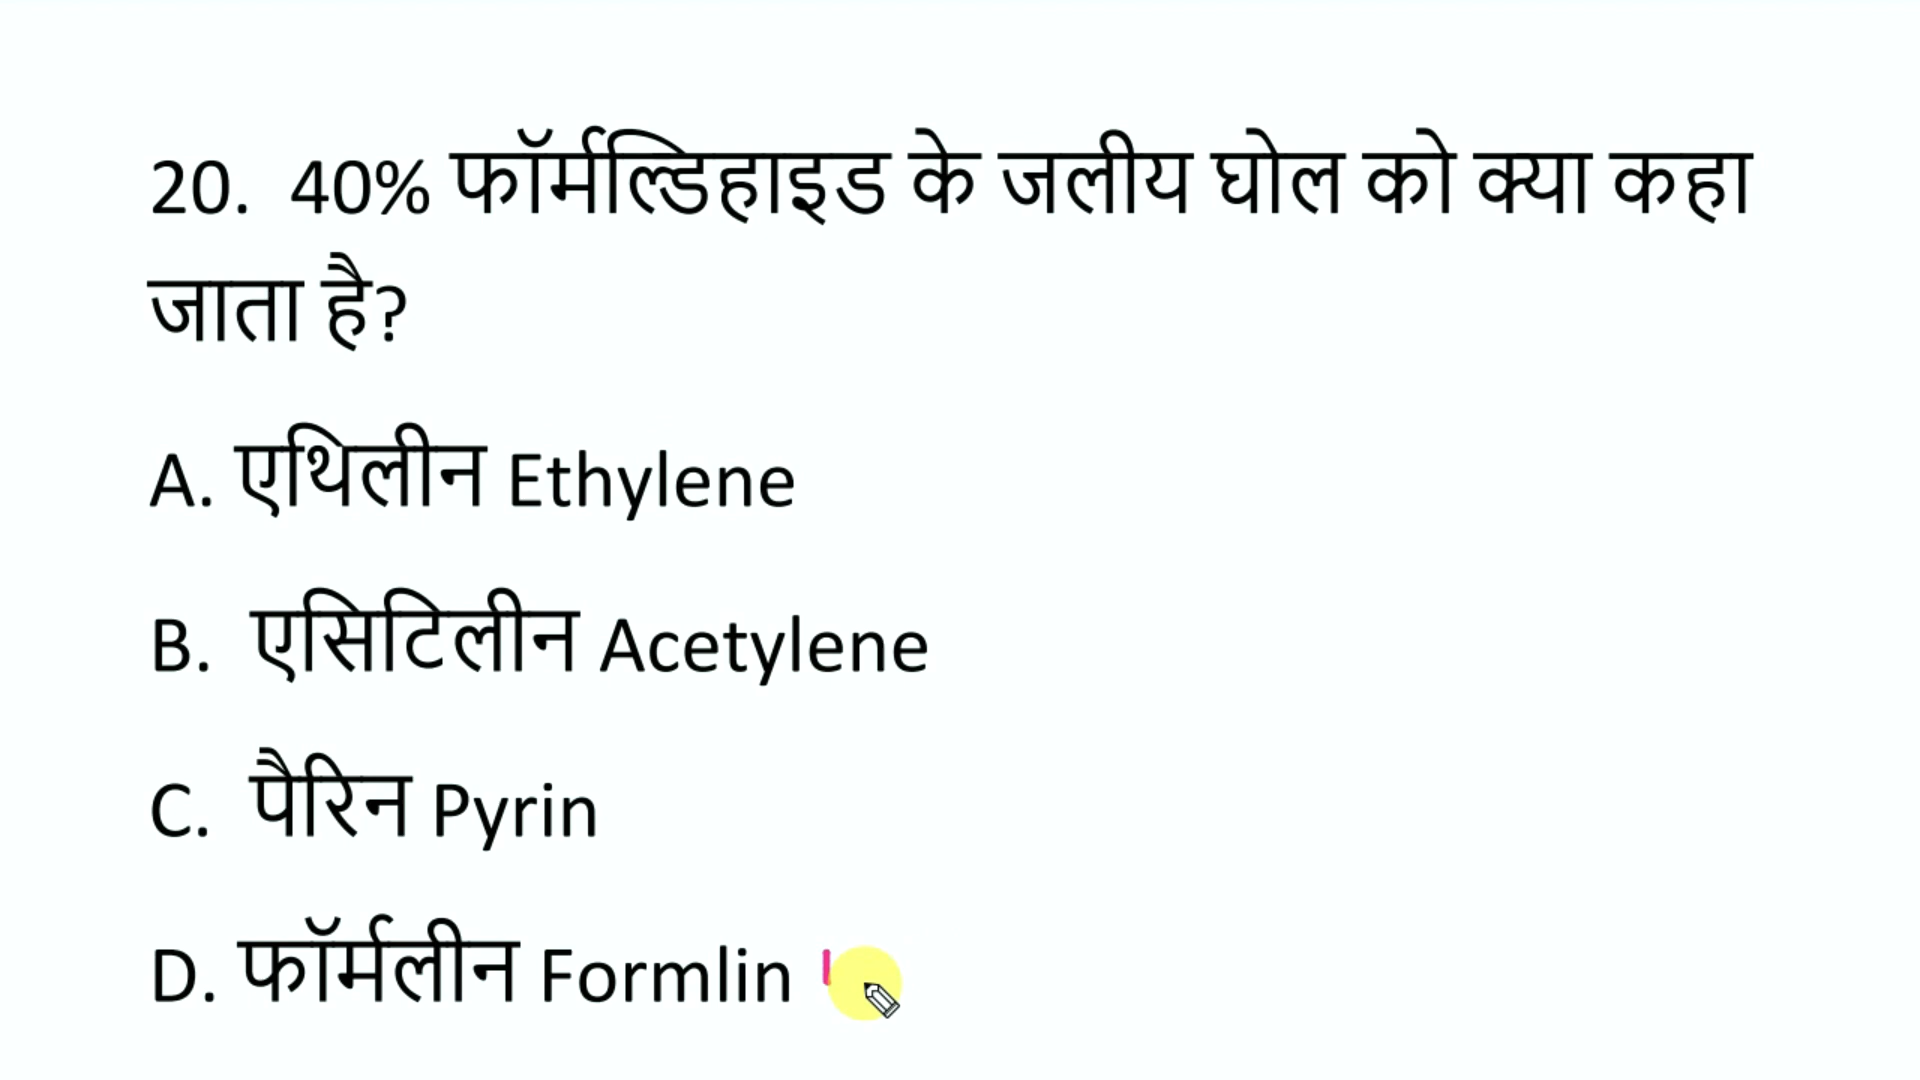 20. 40% फॉर्मल्डिहाइड के जलीय घोल को क्या कहा
जाता है?
A. एथिलीन Ethylene
B. एसिटिलीन Acetylene
C. पैरिन Pyrin
D. फॉर्मलीन Formlin